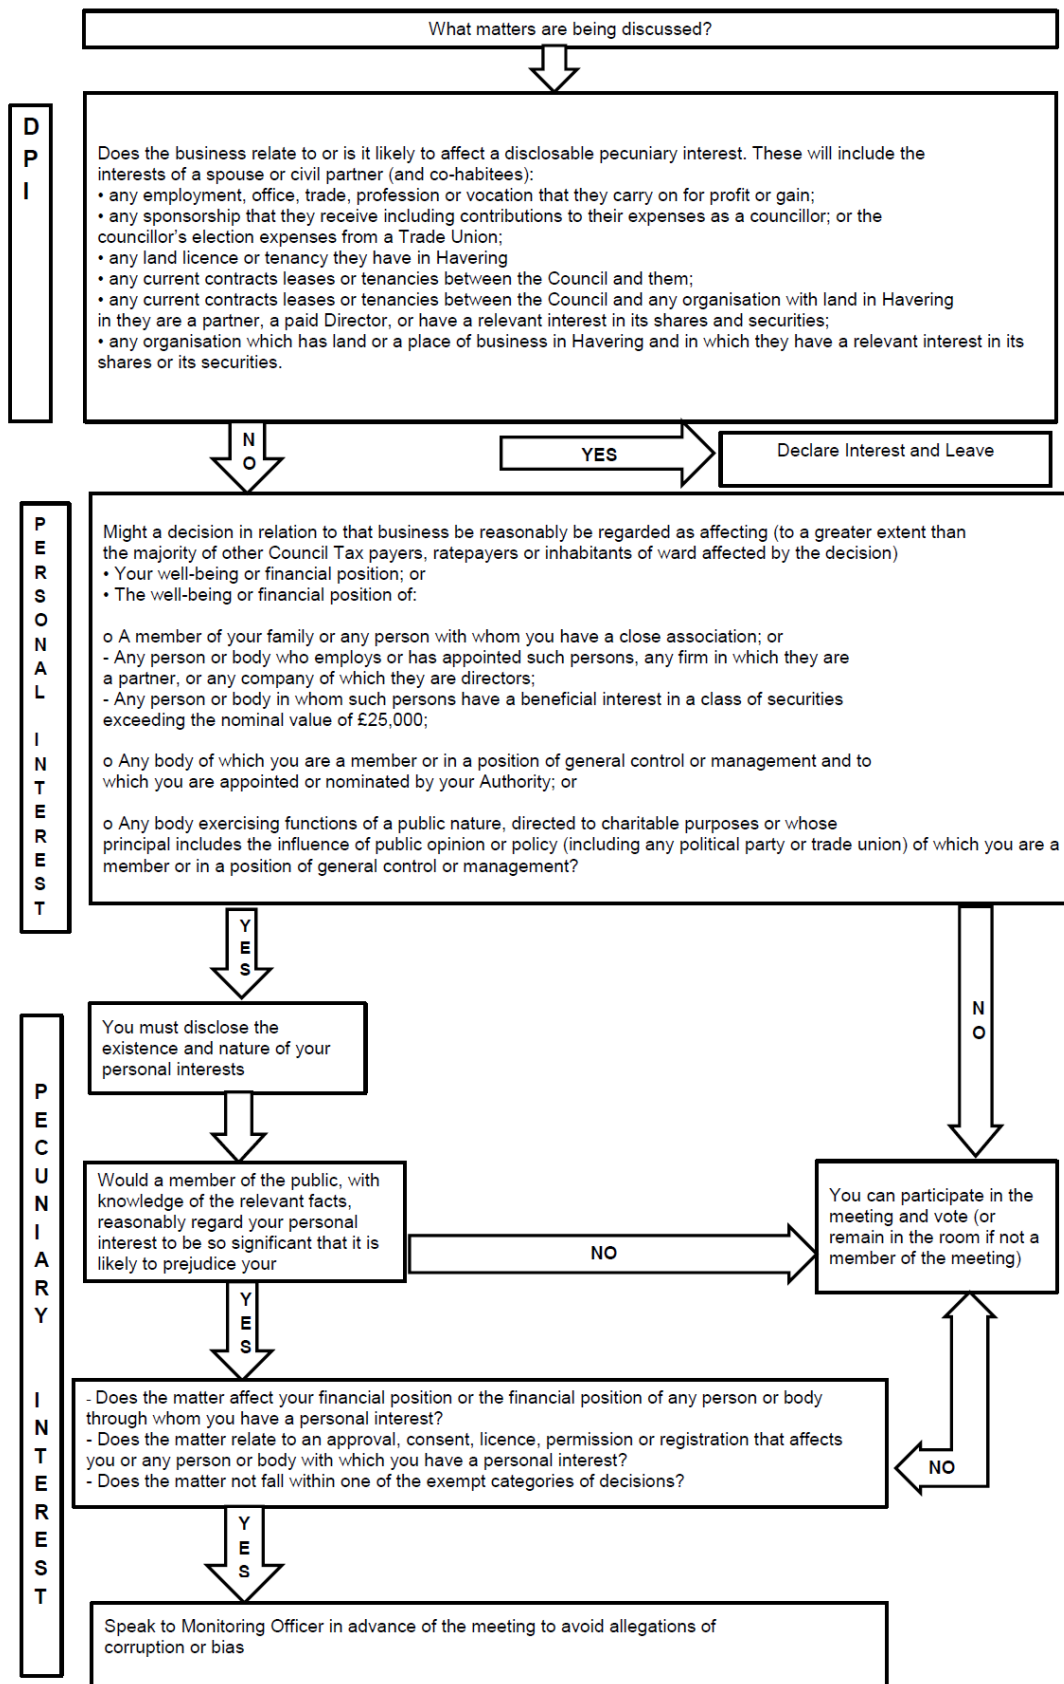 What matters are being discussed?
D P I
Does the business relate to or is it likely to affect a disclosable pecuniary interest. These will include the
interests of a spouse or civil partner (and co-habitees):
• any employment, office, trade, profession or vocation that they carry on for profit or gain;
• any sponsorship that they receive including contributions to their expenses as a councillor; or the
councillor's election expenses from a Trade Union;
• any land licence or tenancy they have in Havering
• any current contracts leases or tenancies between the Council and them;
• any current contracts leases or tenancies between the Council and any organisation with land in Havering
in they are a partner, a paid Director, or have a relevant interest in its shares and securities;
• any organisation which has land or a place of business in Havering and in which they have a relevant interest in its
shares or its securities.
NO
YES
Declare Interest and Leave
PERSONAL INTEREST
Might a decision in relation to that business be reasonably be regarded as affecting (to a greater extent than
the majority of other Council Tax payers, ratepayers or inhabitants of ward affected by the decision)
• Your well-being or financial position; or
• The well-being or financial position of:
o A member of your family or any person with whom you have a close association; or
- Any person or body who employs or has appointed such persons, any firm in which they are
a partner, or any company of which they are directors;
- Any person or body in whom such persons have a beneficial interest in a class of securities
exceeding the nominal value of £25,000;
o Any body of which you are a member or in a position of general control or management and to
which you are appointed or nominated by your Authority; or
o Any body exercising functions of a public nature, directed to charitable purposes or whose
principal includes the influence of public opinion or policy (including any political party or trade union) of which you are a
member or in a position of general control or management?
YES
NO
PECUNIARY INTEREST
You must disclose the
existence and nature of your
personal interests
Would a member of the public, with
knowledge of the relevant facts,
reasonably regard your personal
interest to be so significant that it is
likely to prejudice your
NO
You can participate in the
meeting and vote (or
remain in the room if not a
member of the meeting)
YES
- Does the matter affect your financial position or the financial position of any person or body
through whom you have a personal interest?
- Does the matter relate to an approval, consent, licence, permission or registration that affects
you or any person or body with which you have a personal interest?
- Does the matter not fall within one of the exempt categories of decisions?
NO
YES
Speak to Monitoring Officer in advance of the meeting to avoid allegations of
corruption or bias